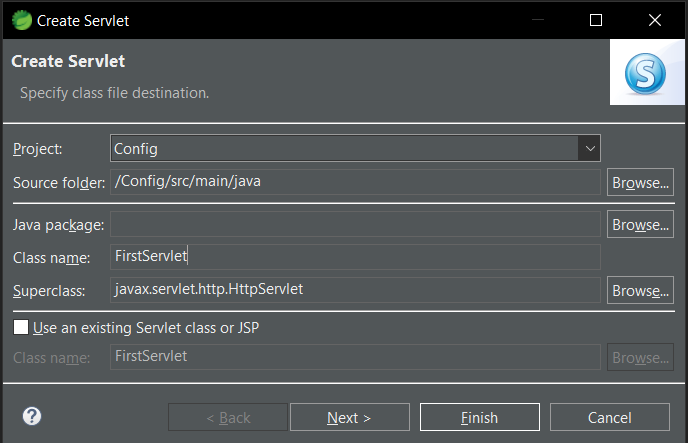 Create Servlet
Create Servlet
Specify class file destination.
S
Project: Config
Source folder: /Config/src/main/java Browse...
Java package: Browse...
Class name: FirstServlet
Superclass: javax.servlet.http.HttpServlet Browse...
Use an existing Servlet class or JSP
Class name: FirstServlet Browse...
? < Back Next > Finish Cancel